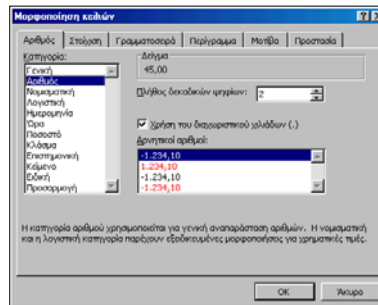 Μορφοποίηση κελιών
Αριθμός Στοίχιση Γραμματοσειρά Περίγραμμα Μοτίβα Προστασία
Κατηγορία:
Γενική
Αριθμός
Νομισματική
Λογιστική
Ημερομηνία
Ώρα
Ποσοστό
Κλάσμα
Επιστημονική
Κείμενο
Ειδική
Προσαρμογή
Δείγμα
45,00
Πλήθος δεκαδικών ψηφίων: 2
Χρήση του διαχωριστικού χιλιάδων (.)
Αρνητικοί αριθμοί:
-1.234,10
1.234,10
-1.234,10
-1.234,10
Η κατηγορία αριθμού χρησιμοποιείται για γενική αναπαράσταση αριθμών. Η νομισματική
και η λογιστική κατηγορία παρέχουν εξειδικευμένες μορφοποιήσεις για χρηματικές τιμές.
OK Άκυρο